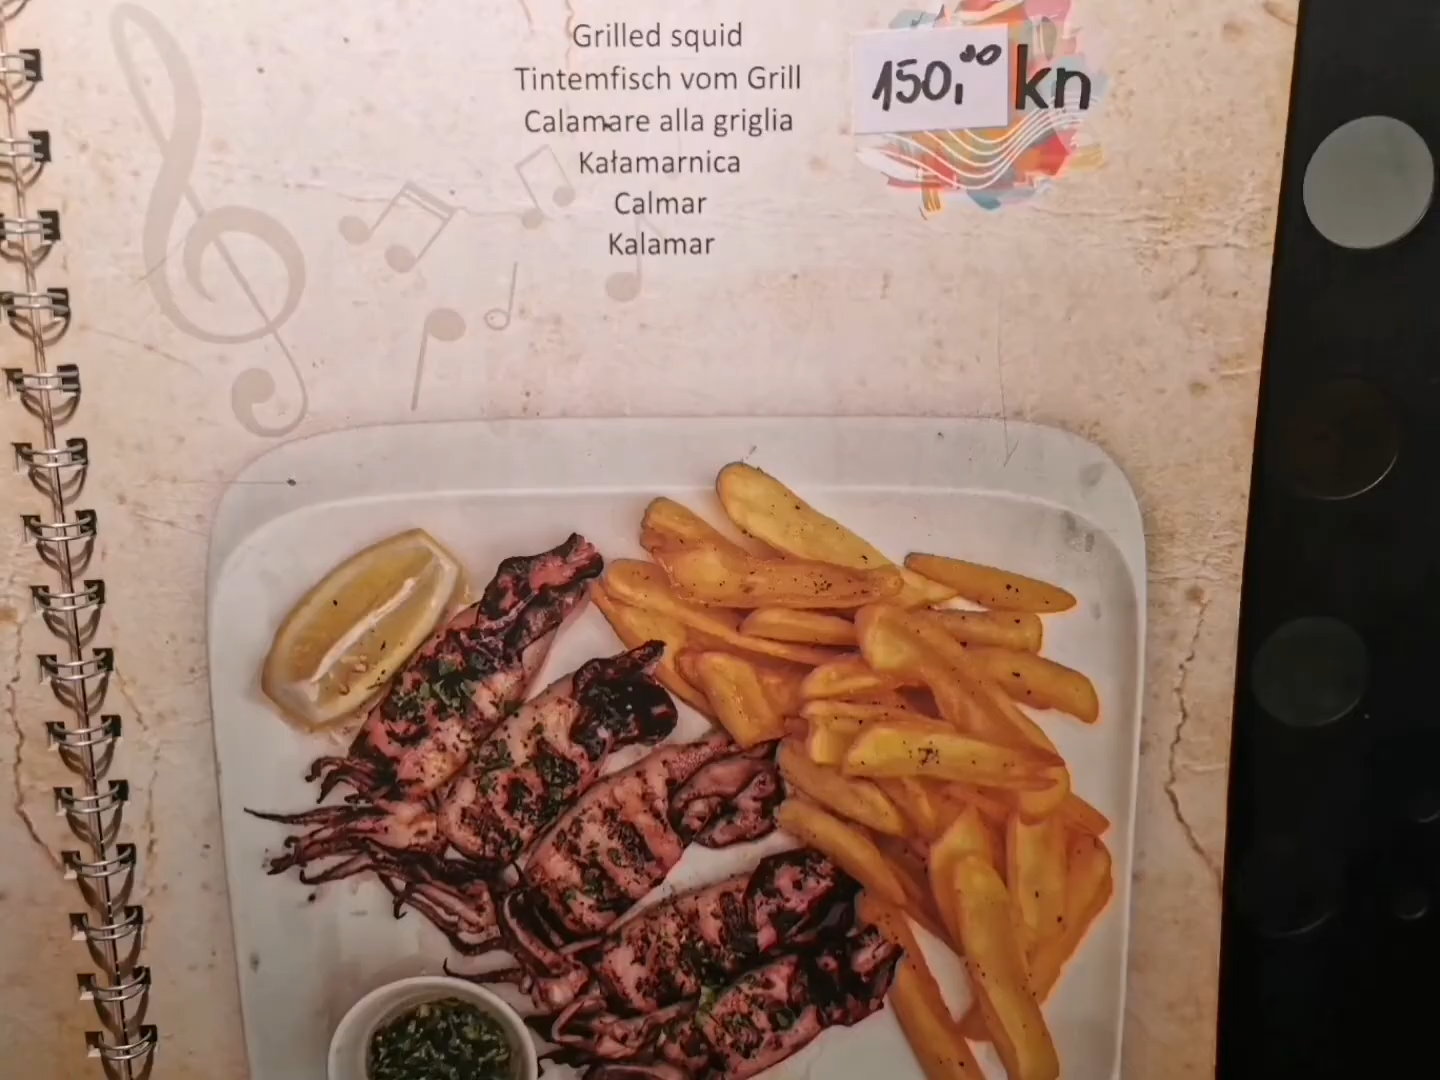 Grilled squid
Tintemfisch vom Grill
Calamare alla griglia
Kałamarnica
Calmar
Kalamar
150,00 kn